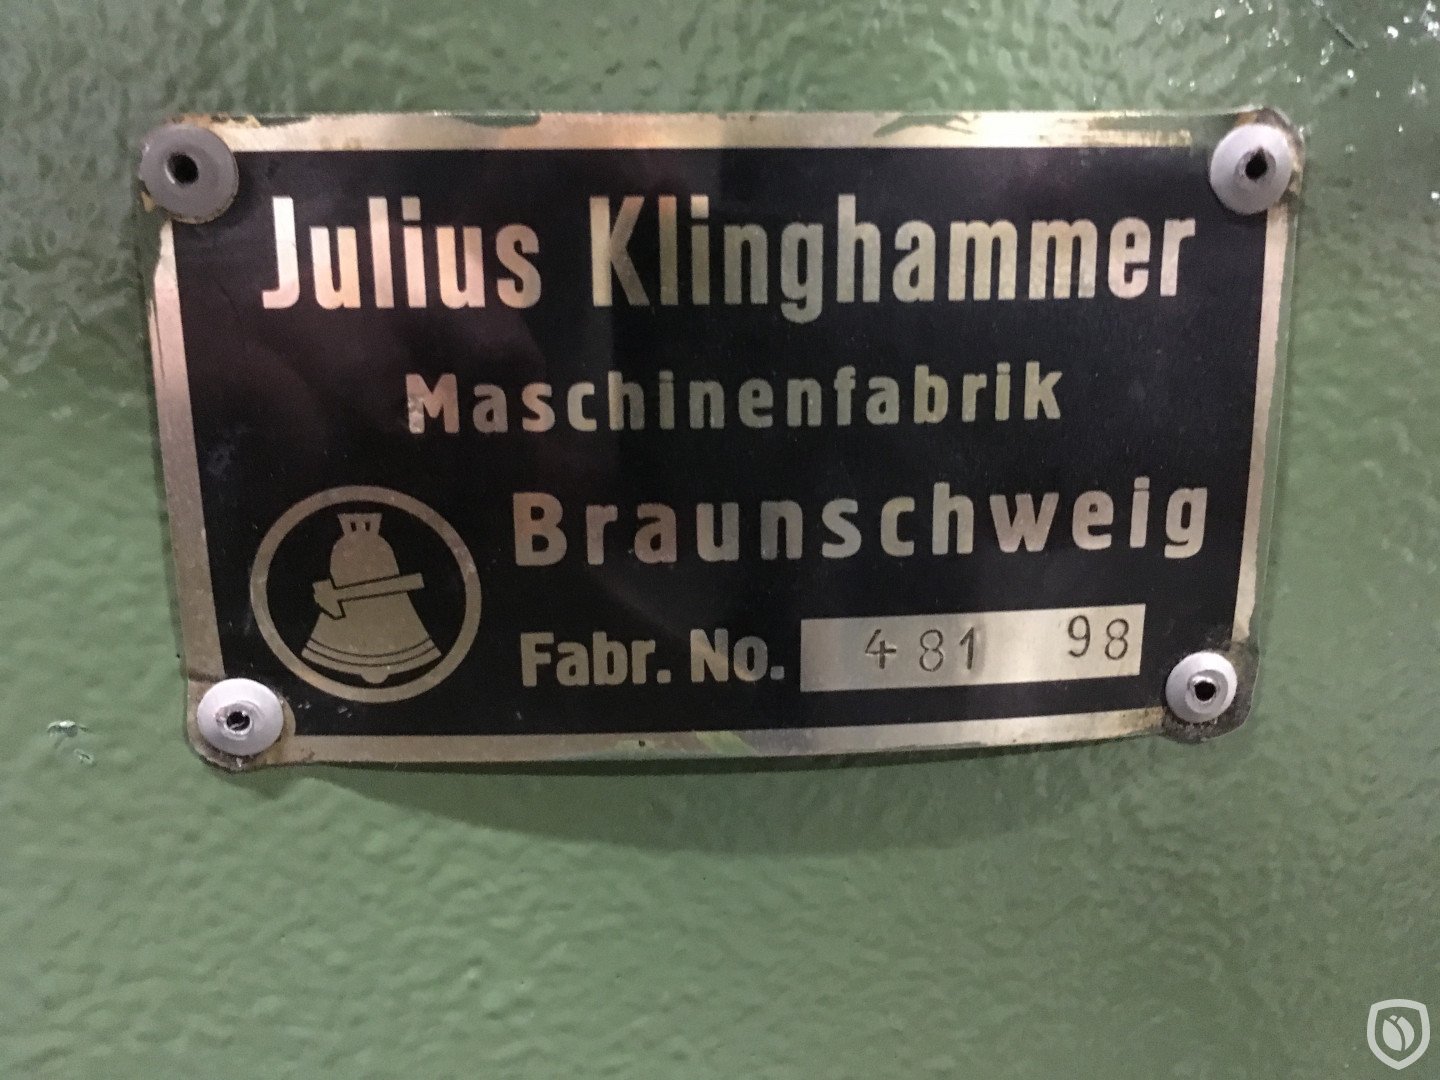 Julius Klinghammer
Maschinenfabrik
Braunschweig
Fabr. No. 481 98